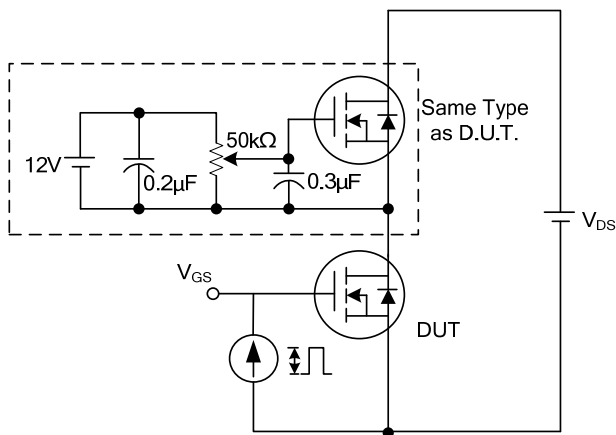 Same Type
as D.U.T.
50kΩ
12V
0.2µF
0.3µF
V_DS
V_GS
DUT